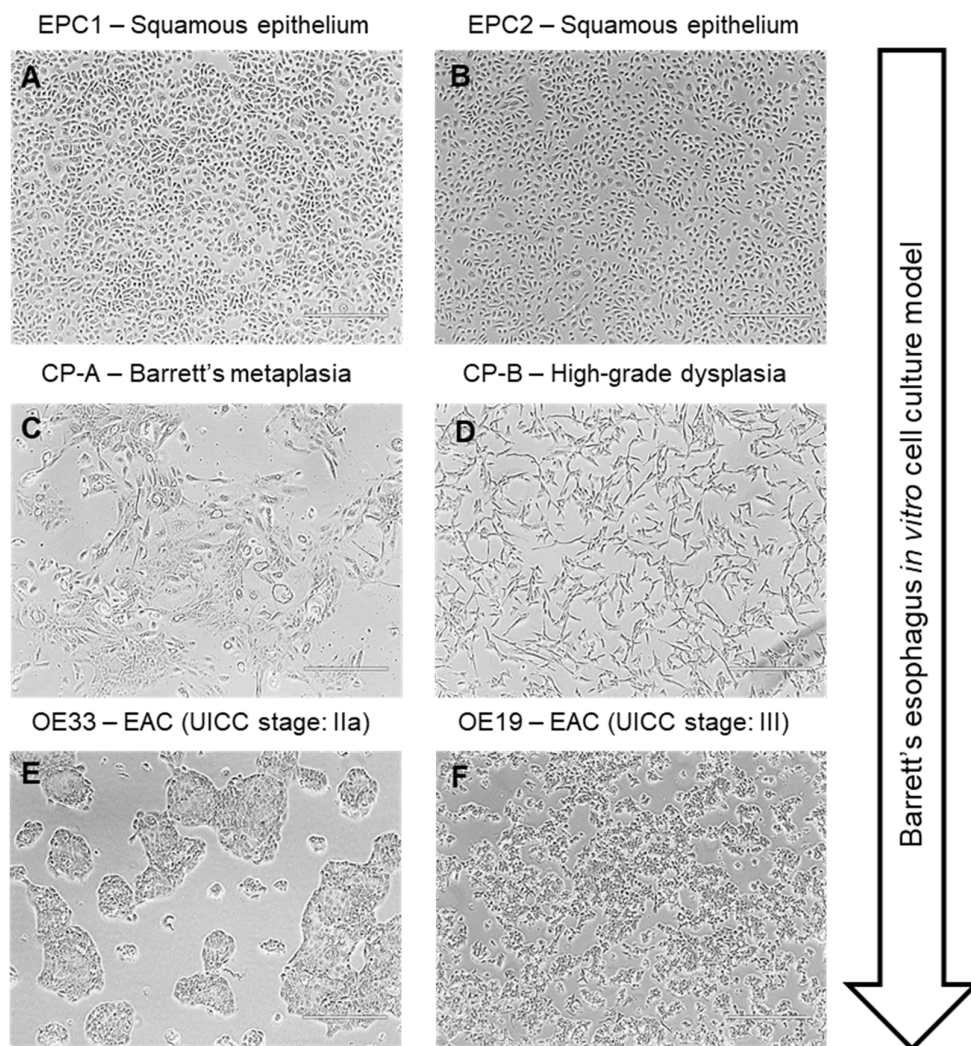 EPC1 – Squamous epithelium
EPC2 – Squamous epithelium
A
B
CP-A – Barrett's metaplasia
CP-B – High-grade dysplasia
C
D
OE33 – EAC (UICC stage: IIa)
OE19 – EAC (UICC stage: III)
E
F
Barrett's esophagus in vitro cell culture model